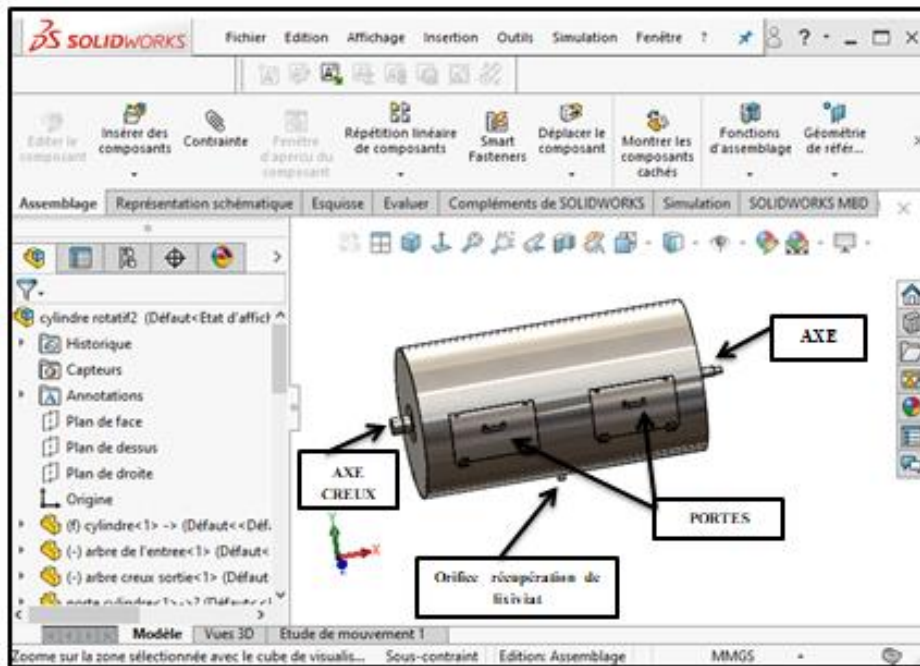 SOLIDWORKS Fichier Edition Affichage Insertion Outils Simulation Fenêtre ?
Editer le composant
Insérer des composants
Contrainte
Fenêtre d'aperçu du composant
Répétition linéaire de composants
Smart Fasteners
Déplacer le composant
Montrer les composants cachés
Fonctions d'assemblage
Géométrie de référ...
Assemblage Représentation schématique Esquisse Evaluer Compléments de SOLIDWORKS Simulation SOLIDWORKS MBD
cylindre rotatif2 (Défaut<Etat d'affich
Historique
Capteurs
Annotations
Plan de face
Plan de dessus
Plan de droite
Origine
(f) cylindre<1> -> (Défaut<<Déf.
(-) arbre de l'entree<1> (Défaut<
(-) arbre creux sortie<1> (Défaut
porte cylindre<1>->? (Défaut<<l
AXE
AXE
CREUX
PORTES
Orifice récupération de
lixiviat
Y
X
Modèle Vues 3D Etude de mouvement 1
Zoome sur la zone sélectionnée avec le cube de visualis... Sous-contraint Edition: Assemblage MMGS